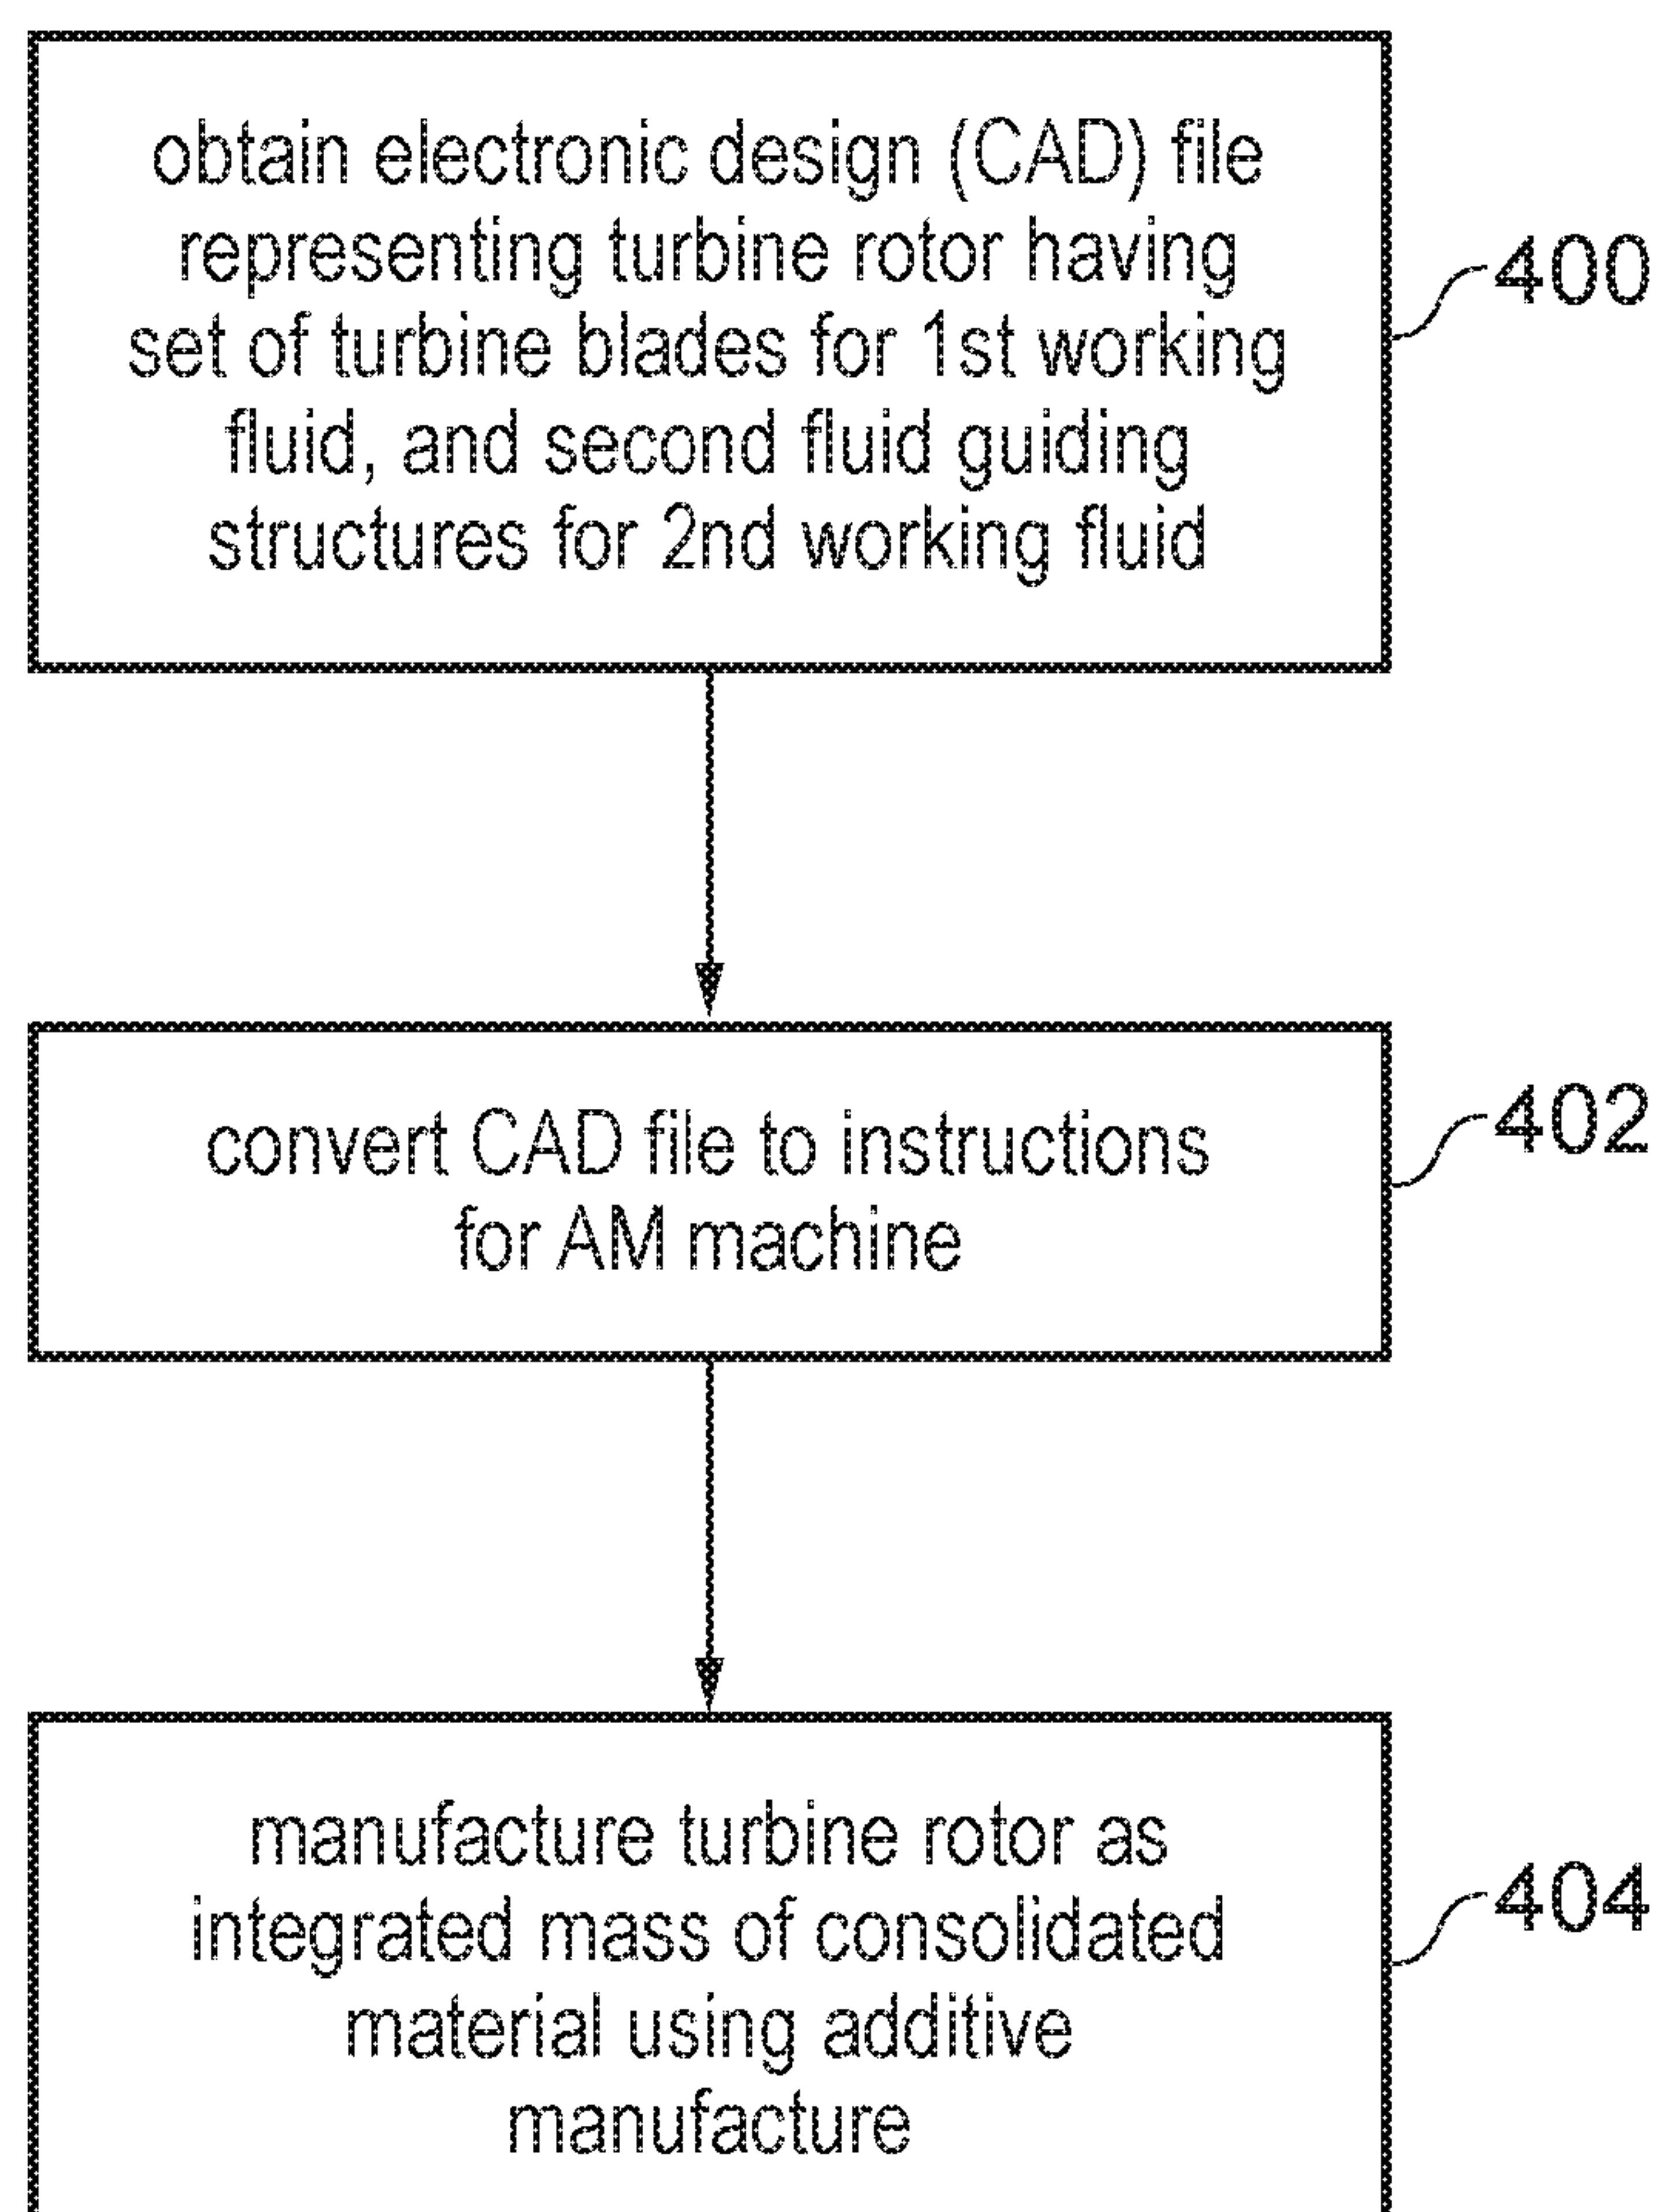 obtain electronic design (CAD) file
representing turbine rotor having
set of turbine blades for 1st working
fluid, and second fluid guiding
structures for 2nd working fluid
400
convert CAD file to instructions
for AM machine
402
manufacture turbine rotor as
integrated mass of consolidated
material using additive
manufacture
404